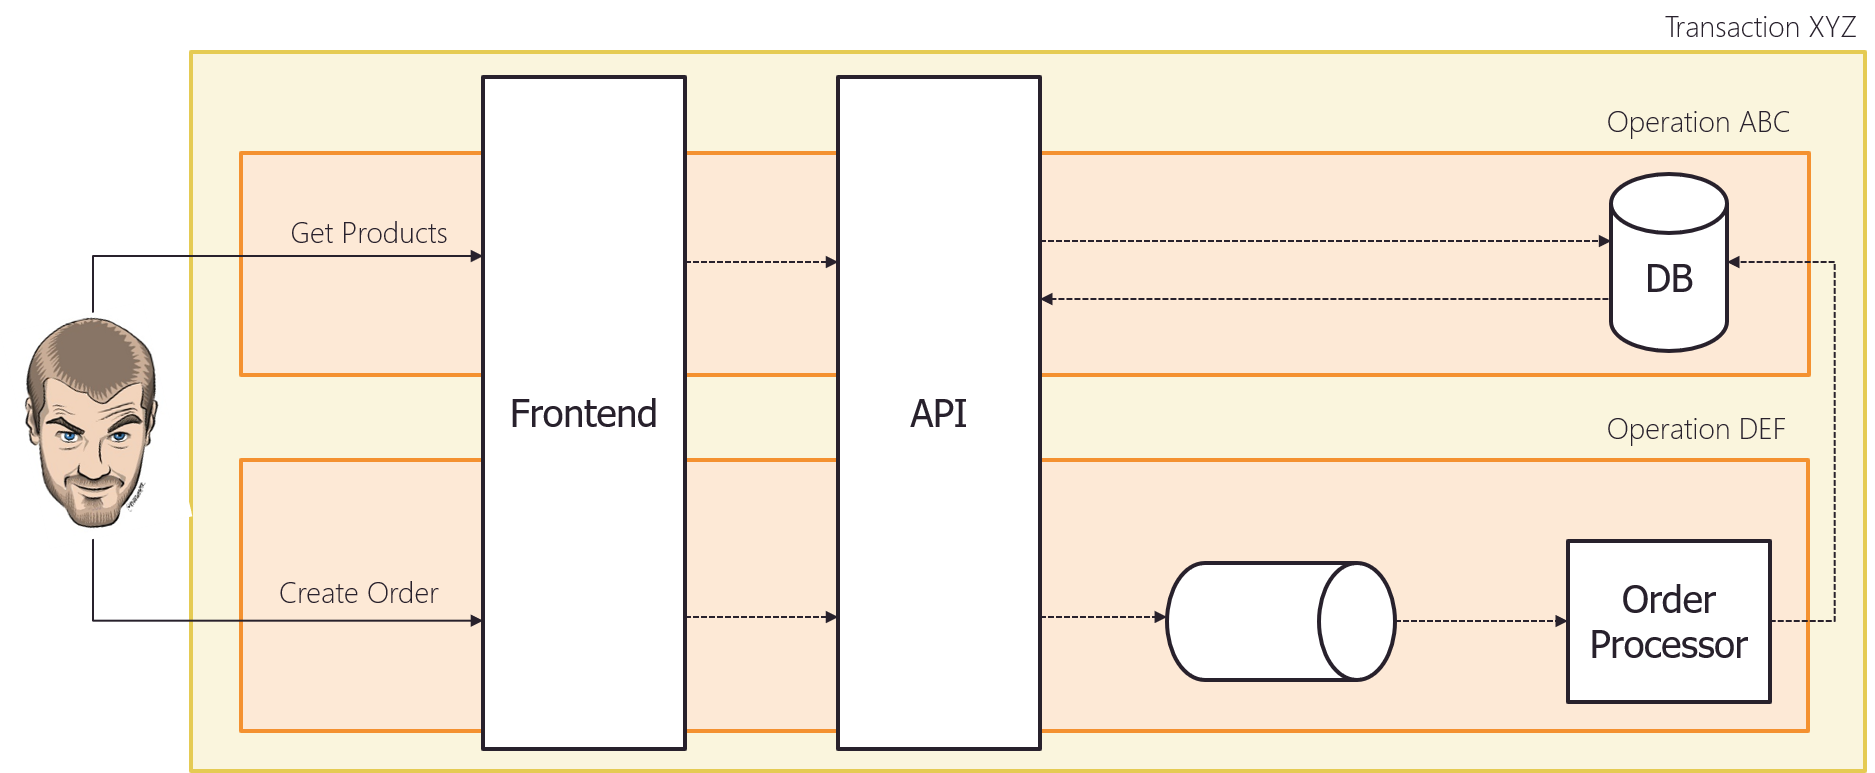 Transaction XYZ
Operation ABC
Get Products
DB
Frontend
API
Operation DEF
Create Order
Order
Processor